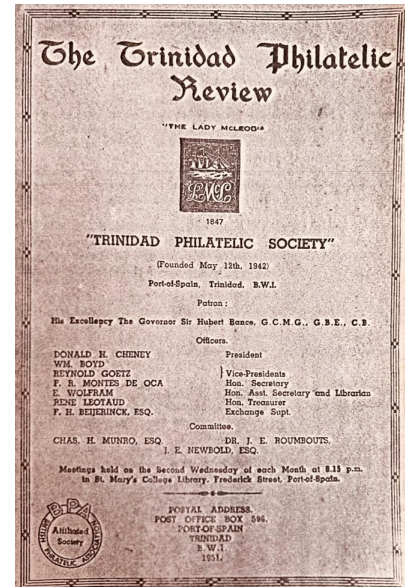 The Trinidad Philatelic
Review
"THE LADY MCLEOD"
LMcL
1847
"TRINIDAD PHILATELIC SOCIETY"
(Founded May 12th, 1942)
Port-of-Spain, Trinidad, B.W.I.
Patron :
His Excellency The Governor Sir Hubert Rance, G.C.M.G., G.B.E., C.B.
Officers.
DONALD H. CHENEY President
WM. BOYD
REYNOLD GOETZ } Vice-Presidents
F. R. MONTES DE OCA Hon. Secretary
E. WOLFRAM Hon. Asst. Secretary and Librarian
RENE LEOTAUD Hon. Treasurer
F. H. BEIJERINCK, ESQ. Exchange Supt.
Committee.
CHAS. H. MUNRO, ESQ. DR. J. E. ROUMBOUTS,
J. E. NEWBOLD, ESQ.
Meetings held on the Second Wednesday of each Month at 8.15 p.m.
in St. Mary's College Library, Frederick Street, Port-of-Spain.
POSTAL ADDRESS.
POST OFFICE BOX 596,
PORT-OF-SPAIN
TRINIDAD
B.W.I.
1951.
BPA
Affiliated
Society
BRITISH PHILATELIC ASSOCIATION